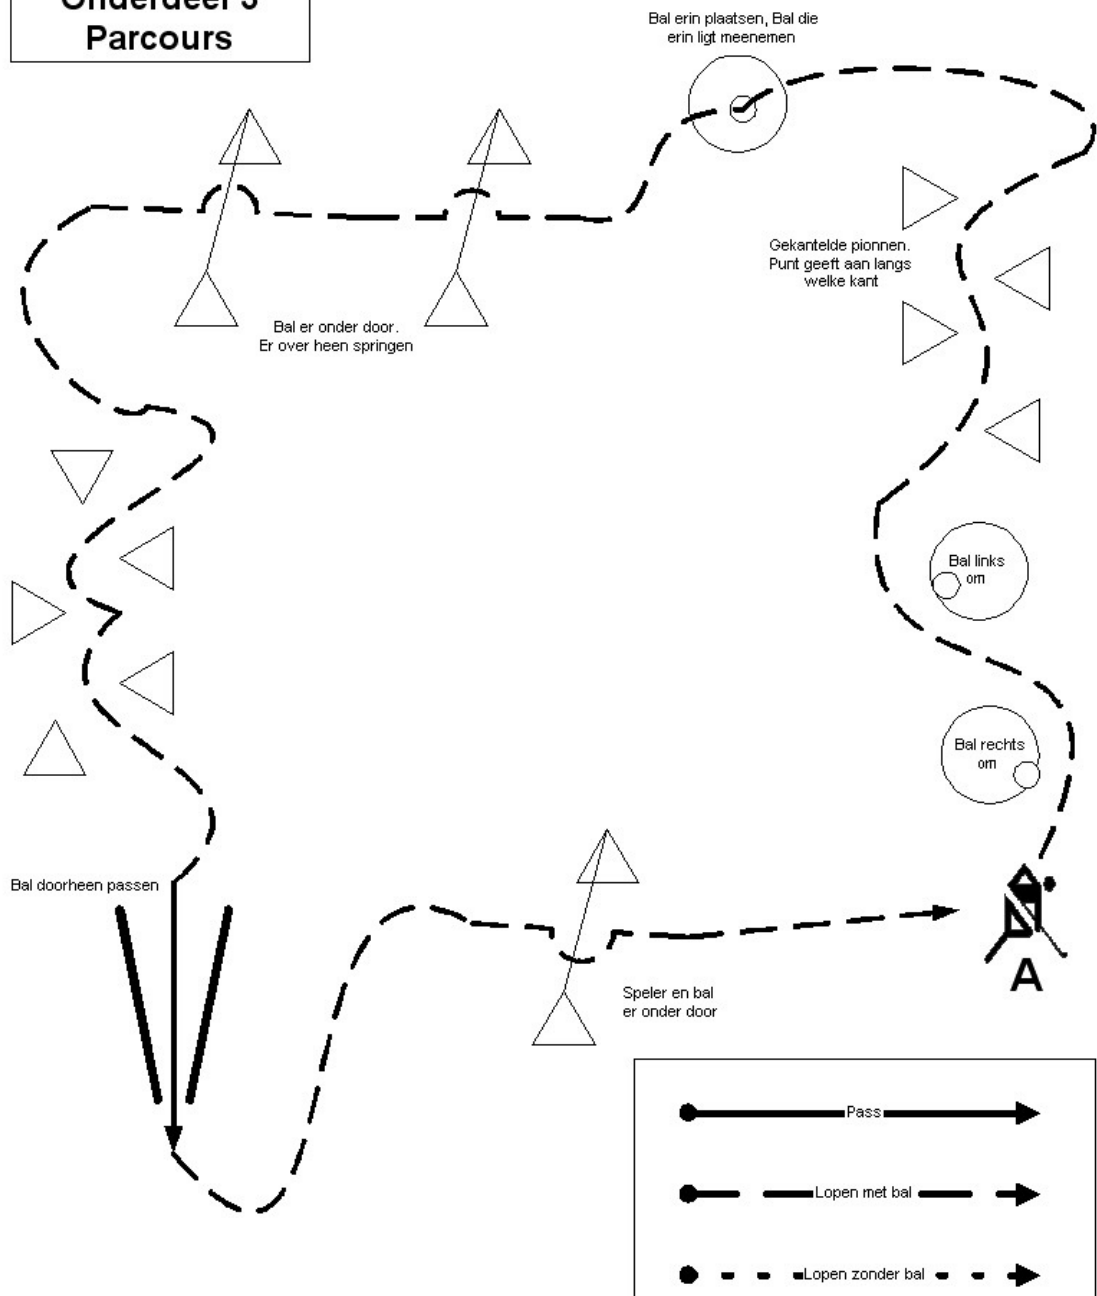 Onderdeel 3
Parcours
Bal erin plaatsen, Bal die
erin ligt meenemen
Gekantelde pionnen.
Punt geeft aan langs
welke kant
Bal er onder door.
Er over heen springen
Bal links
om
Bal rechts
om
Bal doorheen passen
A
Speler en bal
er onder door
Pass
Lopen met bal
Lopen zonder bal